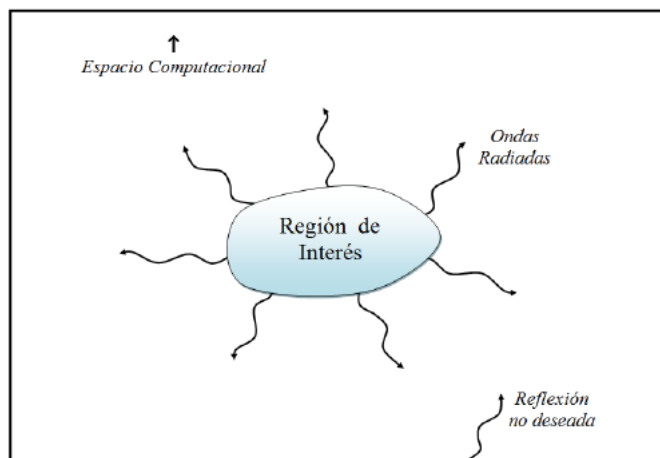 Espacio Computacional
Ondas
Radiadas
Región de
Interés
Reflexión
no deseada